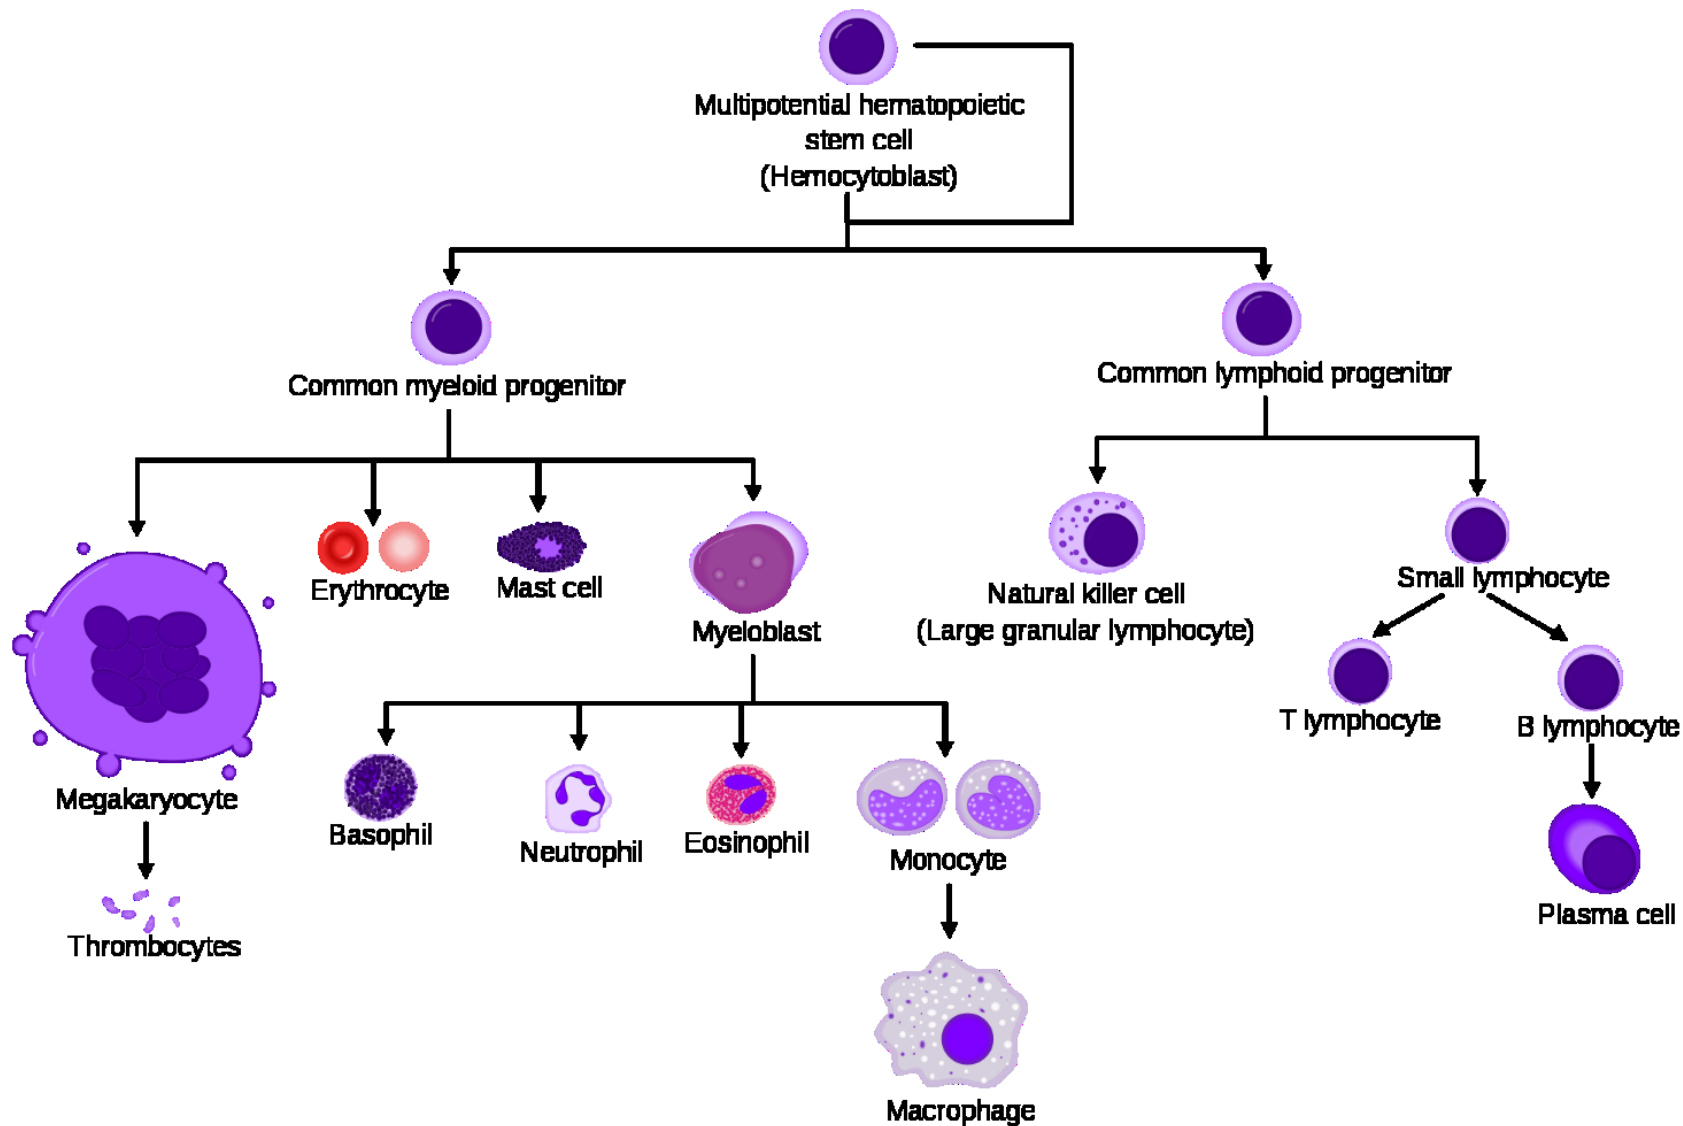 Multipotential hematopoietic
stem cell
(Hemocytoblast)
Common myeloid progenitor
Common lymphoid progenitor
Erythrocyte
Mast cell
Myeloblast
Natural killer cell
(Large granular lymphocyte)
Small lymphocyte
T lymphocyte
B lymphocyte
Megakaryocyte
Basophil
Neutrophil
Eosinophil
Monocyte
Plasma cell
Thrombocytes
Macrophage